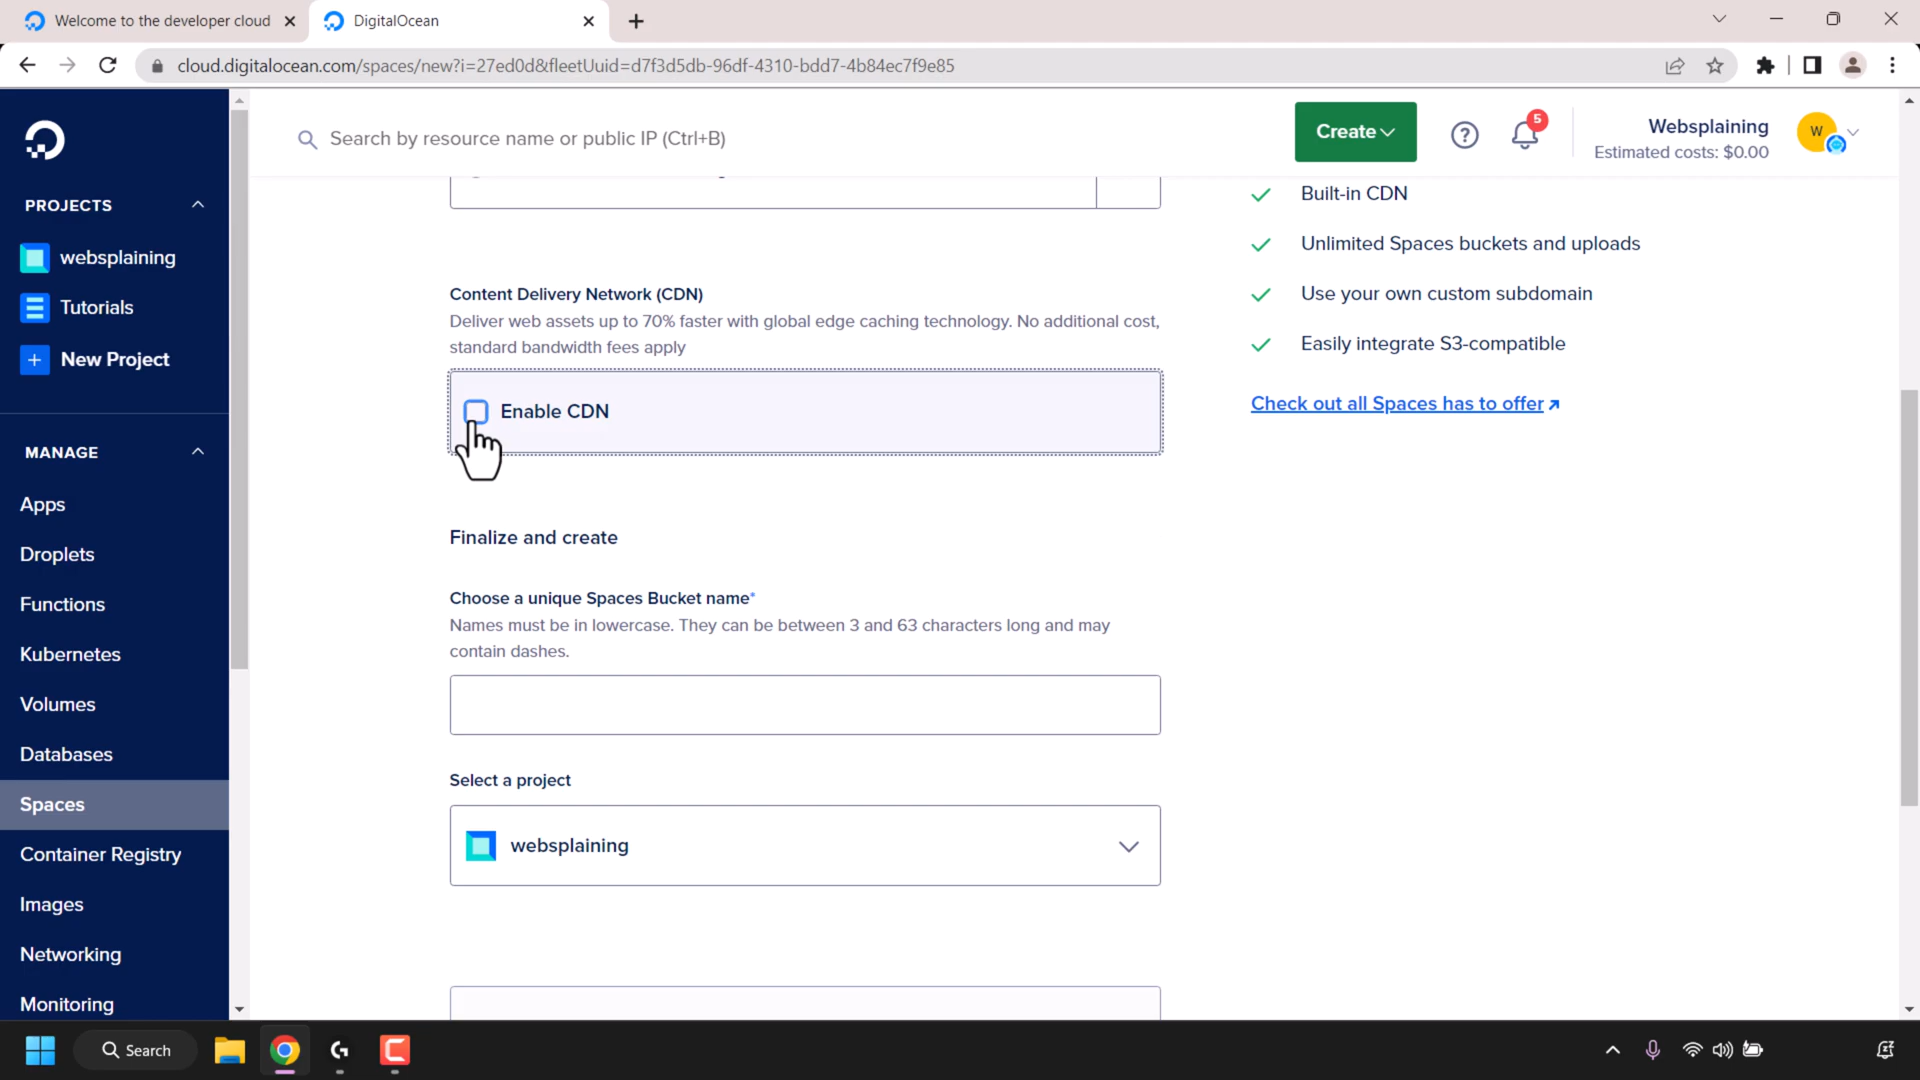 Welcome to the developer cloud
DigitalOcean
cloud.digitalocean.com/spaces/new?i=27ed0d&fleetUuid=d7f3d5db-96df-4310-bdd7-4b84ec7f9e85
Search by resource name or public IP (Ctrl+B)
Create
5
Websplaining
Estimated costs: $0.00
W
PROJECTS
websplaining
Tutorials
New Project
MANAGE
Apps
Droplets
Functions
Kubernetes
Volumes
Databases
Spaces
Container Registry
Images
Networking
Monitoring
Content Delivery Network (CDN)
Deliver web assets up to 70% faster with global edge caching technology. No additional cost,
standard bandwidth fees apply
Enable CDN
Finalize and create
Choose a unique Spaces Bucket name*
Names must be in lowercase. They can be between 3 and 63 characters long and may
contain dashes.
Select a project
websplaining
Built-in CDN
Unlimited Spaces buckets and uploads
Use your own custom subdomain
Easily integrate S3-compatible
Check out all Spaces has to offer
Search